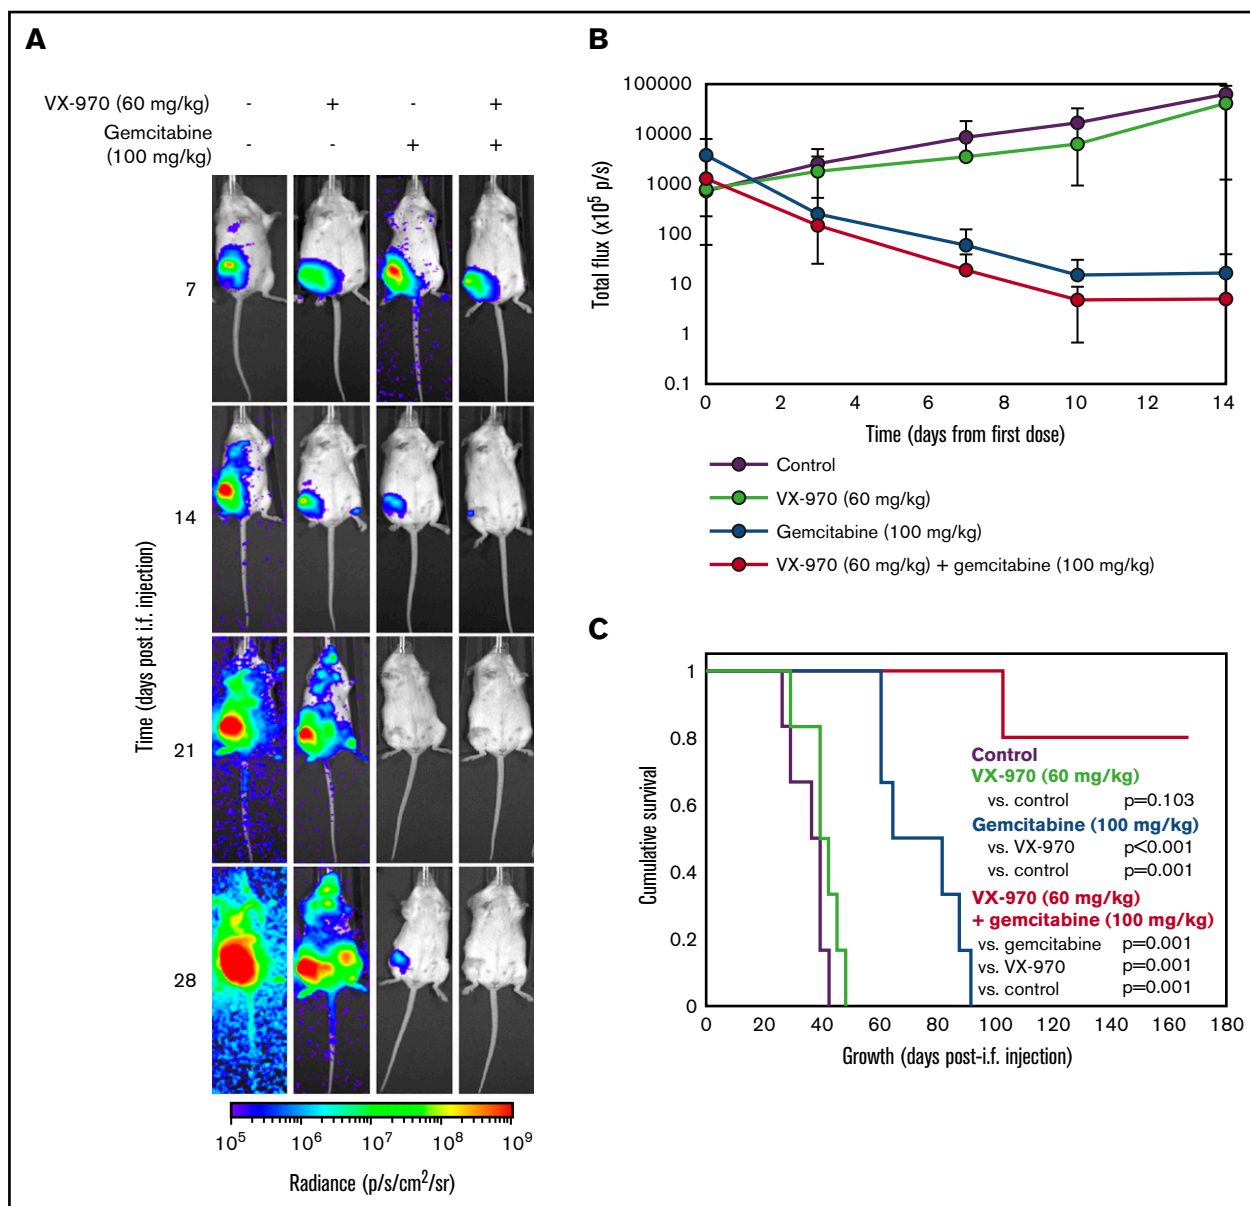 A
VX-970 (60 mg/kg) - + - +
Gemcitabine
(100 mg/kg) - - + +
Time (days post i.f. injection)
7
14
21
28
10^5 10^6 10^7 10^8 10^9
Radiance (p/s/cm^2/sr)
B
Total flux (x10^5 p/s)
100000
10000
1000
100
10
1
0.1
0 2 4 6 8 10 12 14
Time (days from first dose)
Control
VX-970 (60 mg/kg)
Gemcitabine (100 mg/kg)
VX-970 (60 mg/kg) + gemcitabine (100 mg/kg)
C
Cumulative survival
1
0.8
0.6
0.4
0.2
0
Control
VX-970 (60 mg/kg)
vs. control p=0.103
Gemcitabine (100 mg/kg)
vs. VX-970 p<0.001
vs. control p=0.001
VX-970 (60 mg/kg)
+ gemcitabine (100 mg/kg)
vs. gemcitabine p=0.001
vs. VX-970 p=0.001
vs. control p=0.001
0 20 40 60 80 100 120 140 160 180
Growth (days post-i.f. injection)